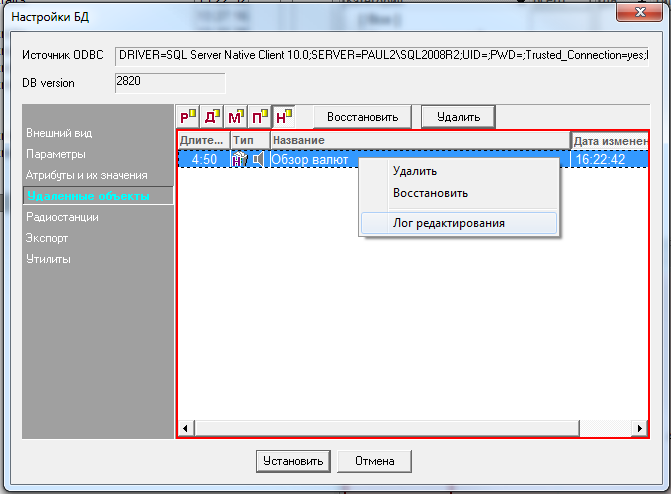 Настройки БД
Источник ODBC DRIVER=SQL Server Native Client 10.0;SERVER=PAUL2\SQL2008R2;UID=;PWD=;Trusted_Connection=yes;
DB version 2820
Р Д М П Н Восстановить Удалить
Внешний вид
Параметры
Атрибуты и их значения
Удаленные объекты
Радиостанции
Экспорт
Утилиты
Длите... Тип Название Дата изменен
4:50 Н Обзор валют 16:22:42
Удалить
Восстановить
Лог редактирования
Установить Отмена